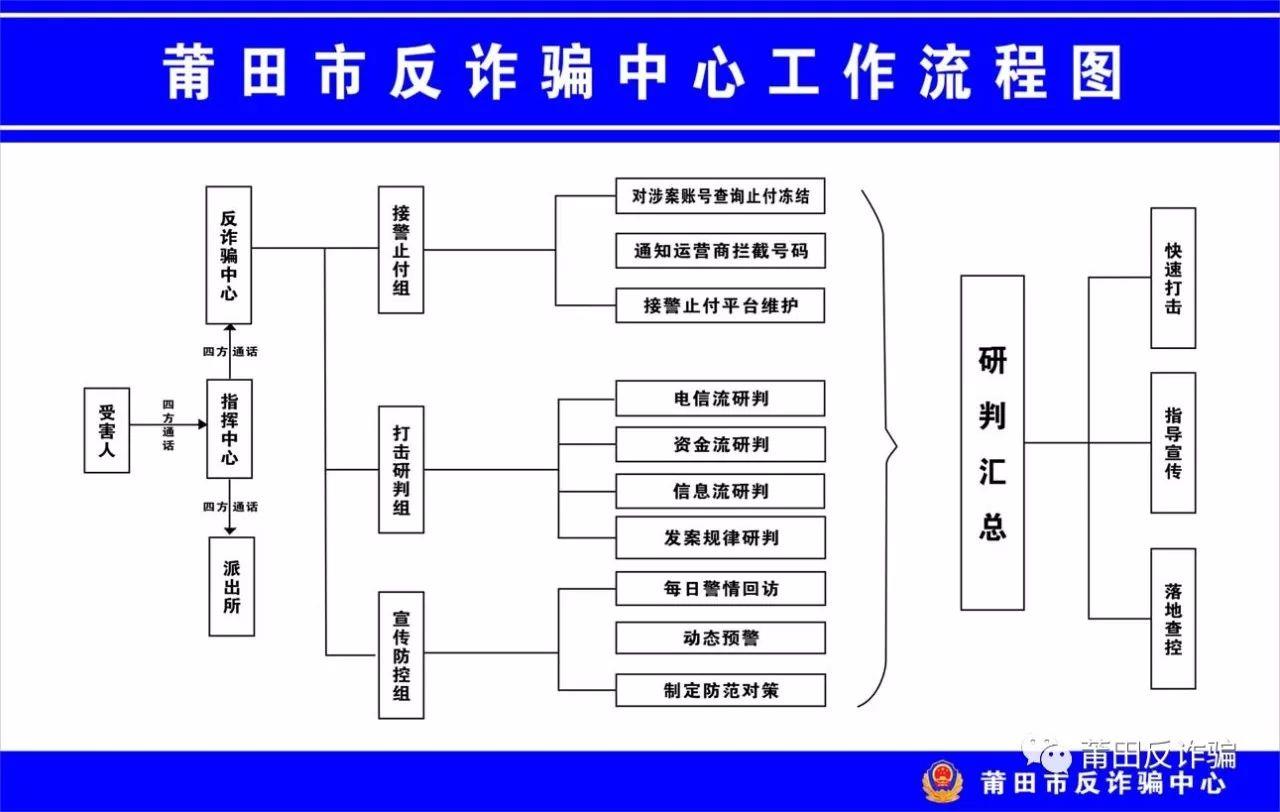 莆田市反诈骗中心工作流程图
受害人
四方通话
指挥中心
四方通话
反诈骗中心
四方通话
派出所
接警止付组
对涉案账号查询止付冻结
通知运营商拦截号码
接警止付平台维护
打击研判组
电信流研判
资金流研判
信息流研判
发案规律研判
宣传防控组
每日警情回访
动态预警
制定防范对策
研判汇总
快速打击
指导宣传
落地查控
莆田反诈骗
莆田市反诈骗中心